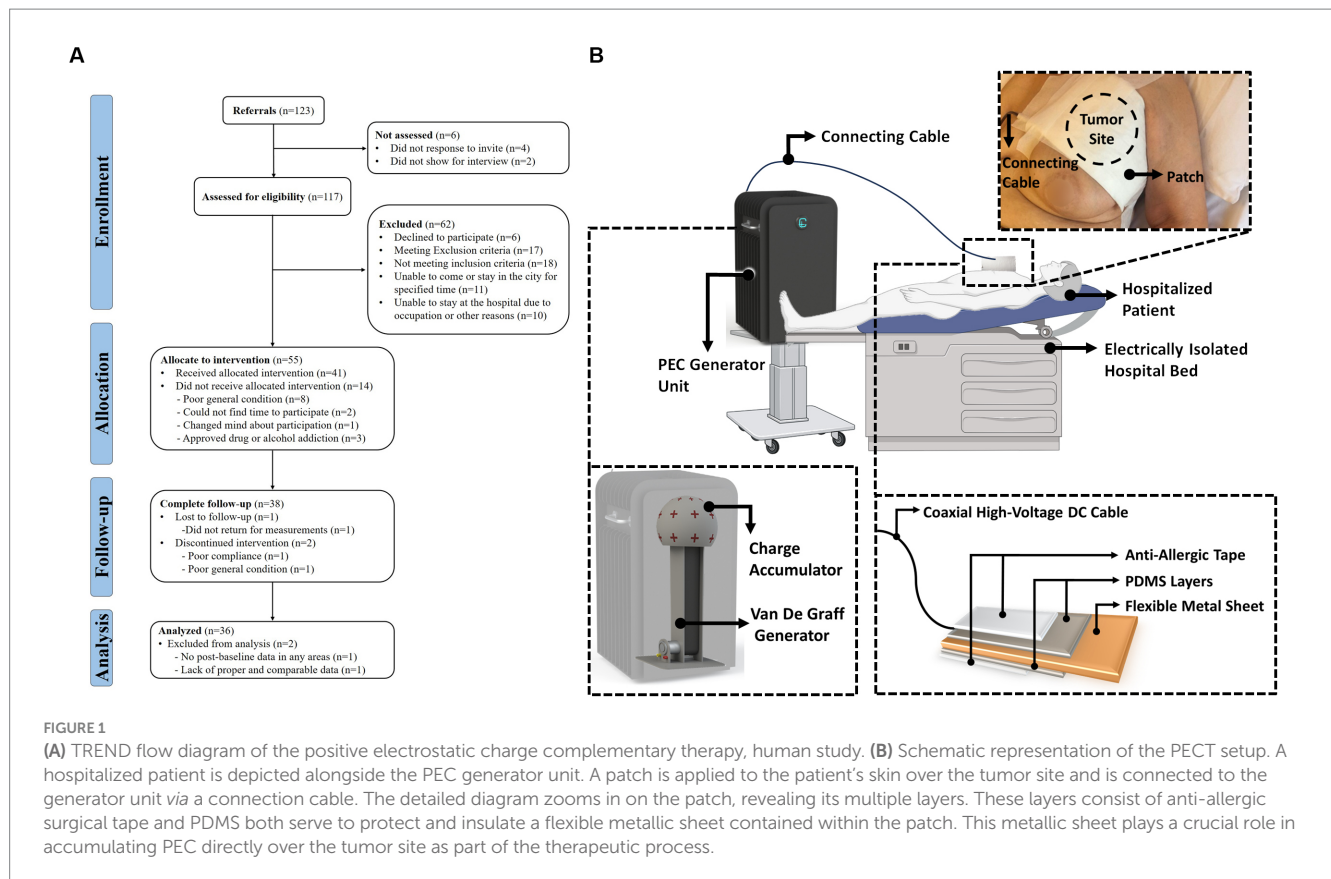 A
Enrollment
Allocation
Follow-up
Analysis
Referrals (n=123)
Not assessed (n=6)
• Did not response to invite (n=4)
• Did not show for interview (n=2)
Assessed for eligibility (n=117)
Excluded (n=62)
• Declined to participate (n=6)
• Meeting Exclusion criteria (n=17)
• Not meeting inclusion criteria (n=18)
• Unable to come or stay in the city for
specified time (n=11)
• Unable to stay at the hospital due to
occupation or other reasons (n=10)
Allocate to intervention (n=55)
• Received allocated intervention (n=41)
• Did not receive allocated intervention (n=14)
- Poor general condition (n=8)
- Could not find time to participate (n=2)
- Changed mind about participation (n=1)
- Approved drug or alcohol addiction (n=3)
Complete follow-up (n=38)
• Lost to follow-up (n=1)
-Did not return for measurements (n=1)
• Discontinued intervention (n=2)
- Poor compliance (n=1)
- Poor general condition (n=1)
Analyzed (n=36)
• Excluded from analysis (n=2)
- No post-baseline data in any areas (n=1)
- Lack of proper and comparable data (n=1)
B
Connecting Cable
Tumor
Site
Connecting
Cable
Patch
Hospitalized
Patient
Electrically Isolated
Hospital Bed
PEC Generator
Unit
Charge
Accumulator
Van De Graff
Generator
Coaxial High-Voltage DC Cable
Anti-Allergic Tape
PDMS Layers
Flexible Metal Sheet
FIGURE 1
(A) TREND flow diagram of the positive electrostatic charge complementary therapy, human study. (B) Schematic representation of the PECT setup. A
hospitalized patient is depicted alongside the PEC generator unit. A patch is applied to the patient's skin over the tumor site and is connected to the
generator unit via a connection cable. The detailed diagram zooms in on the patch, revealing its multiple layers. These layers consist of anti-allergic
surgical tape and PDMS both serve to protect and insulate a flexible metallic sheet contained within the patch. This metallic sheet plays a crucial role in
accumulating PEC directly over the tumor site as part of the therapeutic process.